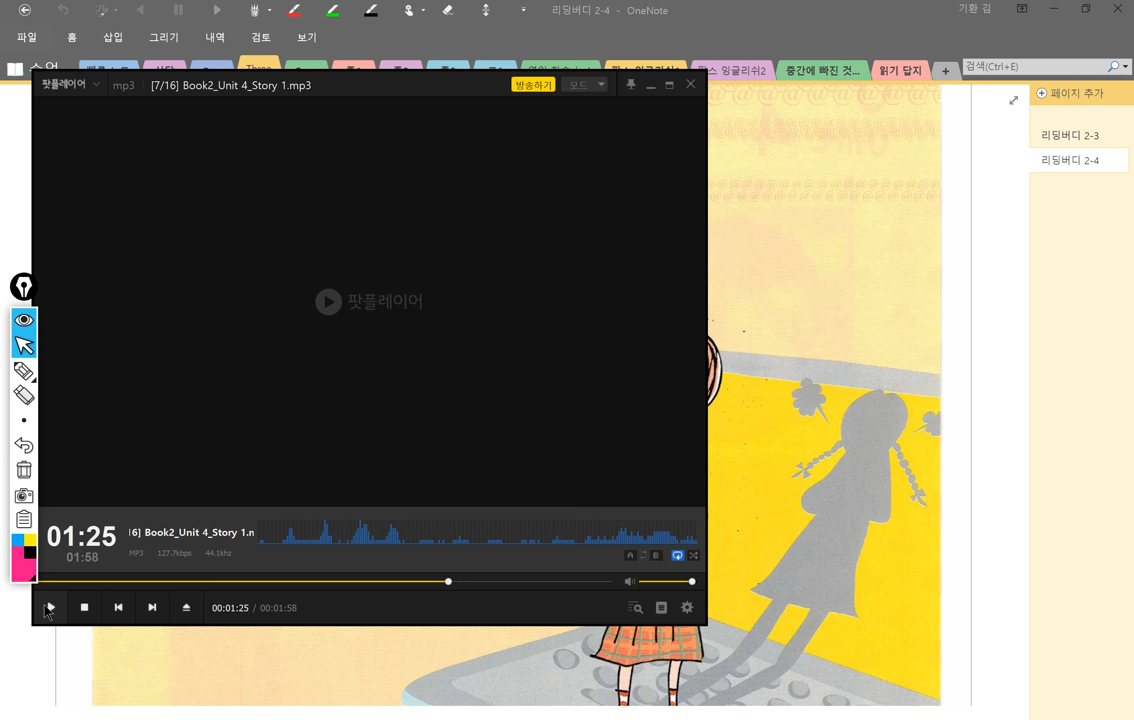 리딩버디 2-4 - OneNote
기환 김
파일 홈 삽입 그리기 내역 검토 보기
중간에 빠진 것... 읽기 답지 +
검색(Ctrl+E)
팟플레이어 mp3 [7/16] Book2_Unit 4_Story 1.mp3 방송하기 모드
페이지 추가
리딩버디 2-3
리딩버디 2-4
팟플레이어
01:25
01:58
6] Book2_Unit 4_Story 1.m
MP3 127.7kbps 44.1khz
A B
00:01:25 / 00:01:58